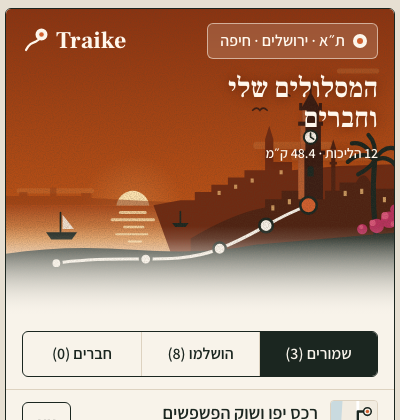 Traike
ת״א · ירושלים · חיפה
המסלולים שלי
וחברים
12 הליכות · 48.4 ק״מ
שמורים (3)
הושלמו (8)
חברים (0)
רכס יפו ושוק הפשפשים